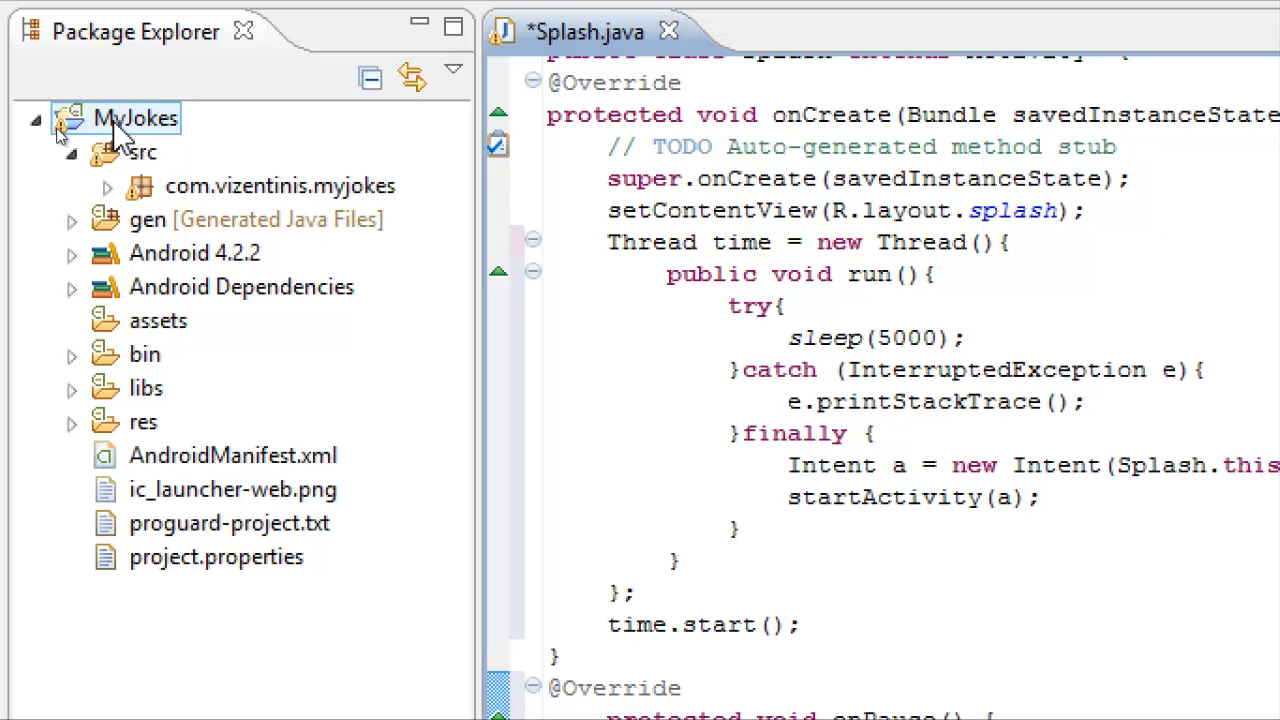 Package Explorer
MyJokes
src
com.vizentinis.myjokes
gen [Generated Java Files]
Android 4.2.2
Android Dependencies
assets
bin
libs
res
AndroidManifest.xml
ic_launcher-web.png
proguard-project.txt
project.properties
*Splash.java
@Override
protected void onCreate(Bundle savedInstanceState
// TODO Auto-generated method stub
super.onCreate(savedInstanceState);
setContentView(R.layout.splash);
Thread time = new Thread(){
public void run(){
try{
sleep(5000);
}catch (InterruptedException e){
e.printStackTrace();
}finally {
Intent a = new Intent(Splash.this
startActivity(a);
}
}
};
time.start();
}
@Override
protected void onPause() {